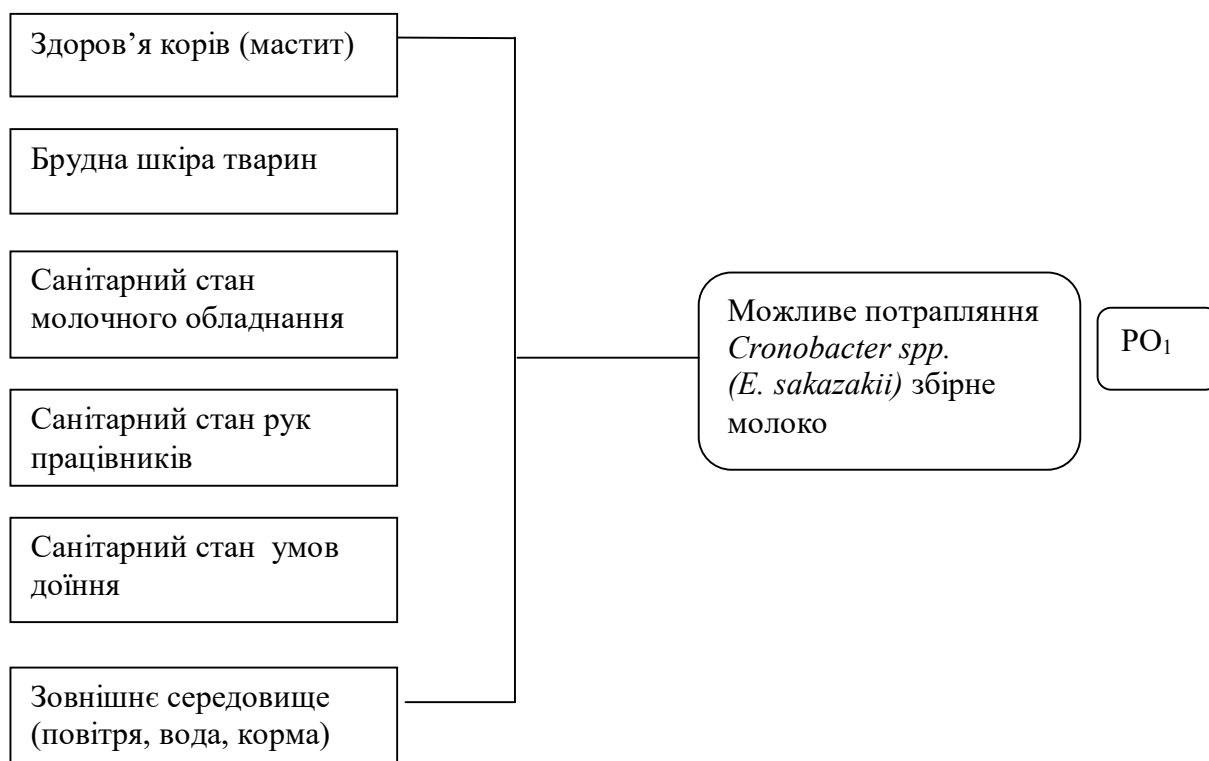 Здоров’я корів (мастит)
Брудна шкіра тварин
Санітарний стан
молочного обладнання
Санітарний стан рук
працівників
Санітарний стан умов
доїння
Зовнішнє середовище
(повітря, вода, корма)
Можливе потрапляння
Cronobacter spp.
(E. sakazakii) збірне
молоко
РО₁